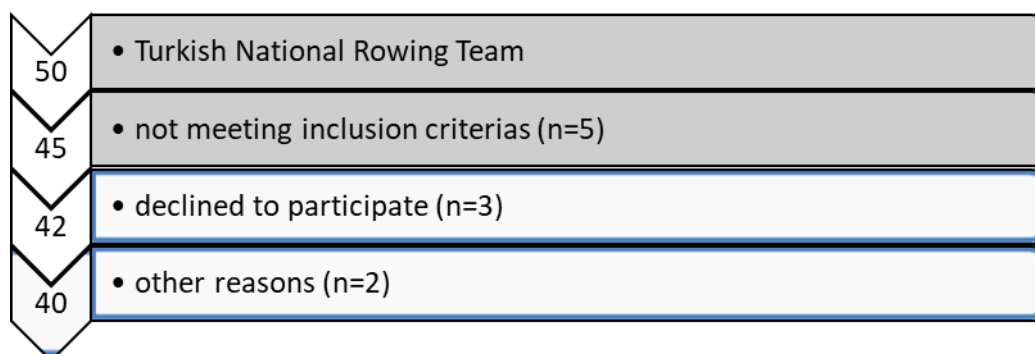 50
• Turkish National Rowing Team
45
• not meeting inclusion criterias (n=5)
42
• declined to participate (n=3)
40
• other reasons (n=2)